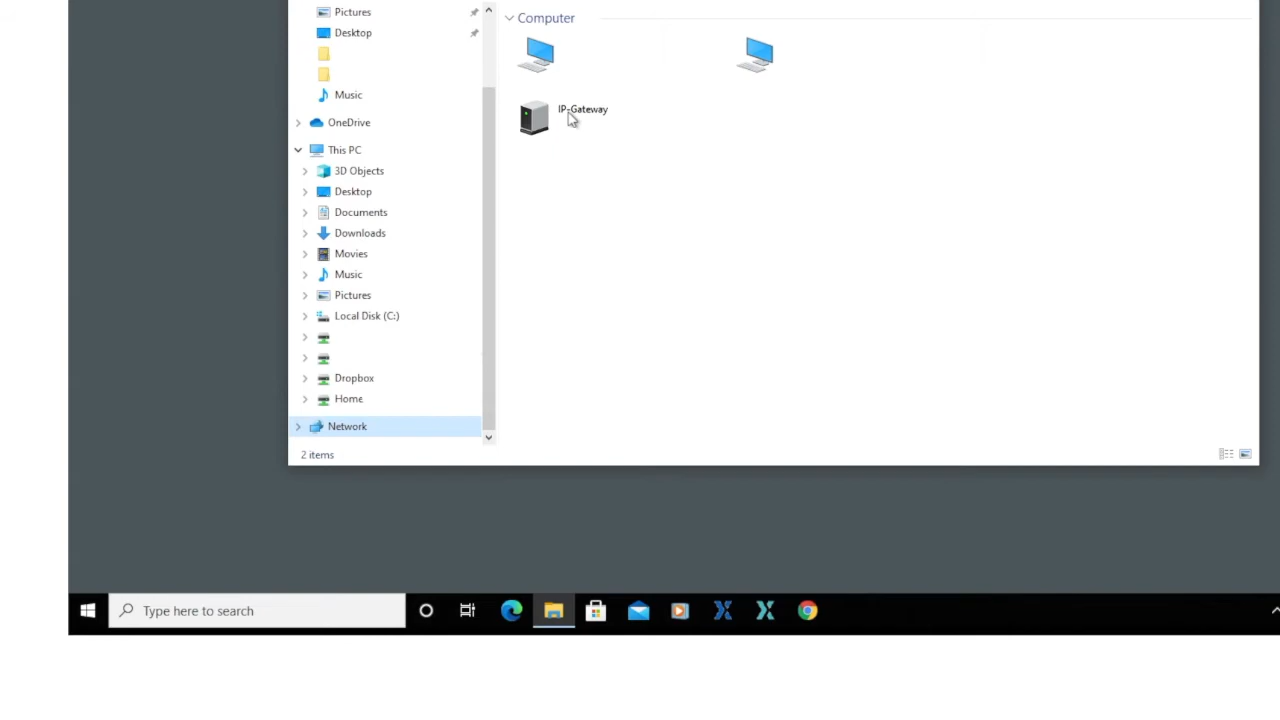 Pictures
Desktop
Music
OneDrive
This PC
3D Objects
Desktop
Documents
Downloads
Movies
Music
Pictures
Local Disk (C:)
Dropbox
Home
Network
2 items
Computer
IP-Gateway
Type here to search